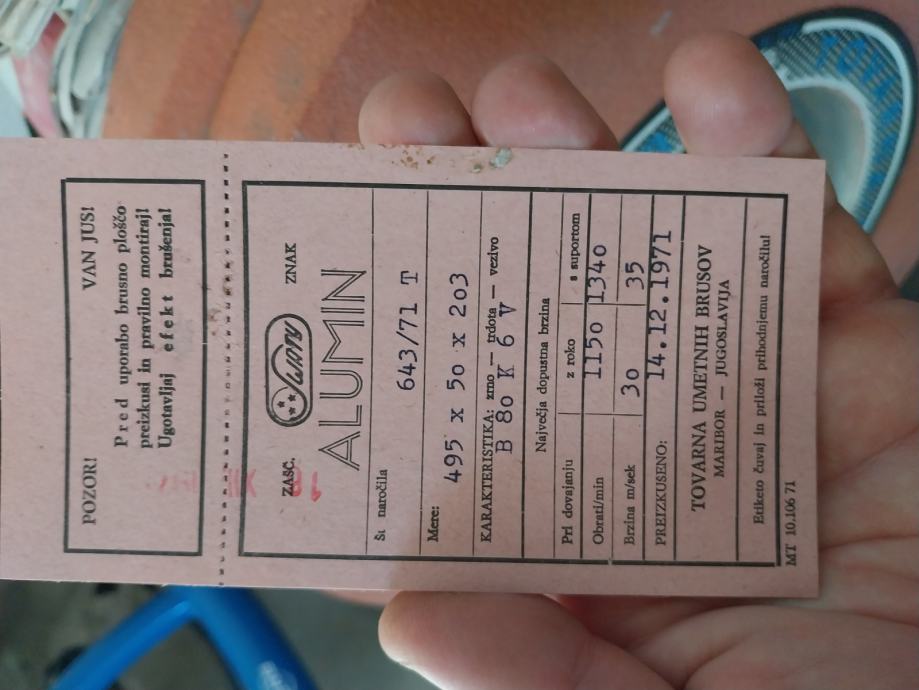 POZOR! VAN JUS!
Pred uporabo brusno ploščo
preizkusi in pravilno montiraj!
Ugotavljaj efekt brušenja!
ZAŠČ. Swaty ZNAK
ALUMIN
Št naročila 643/71 T
Mere: 495 x 50 x 203
KARAKTERISTIKA: zrno — trdota — vezivo
B 80 K 6 V
Največja dopustna brzina
Pri dovajanju z roko s suportom
Obrati/min 1150 1340
Brzina m/sek 30 35
PREIZKUŠENO: 14.12.1971
TOVARNA UMETNIH BRUSOV
MARIBOR — JUGOSLAVIJA
Etiketo čuvaj in priloži prihodnjemu naročilu!
MT 10.106 71